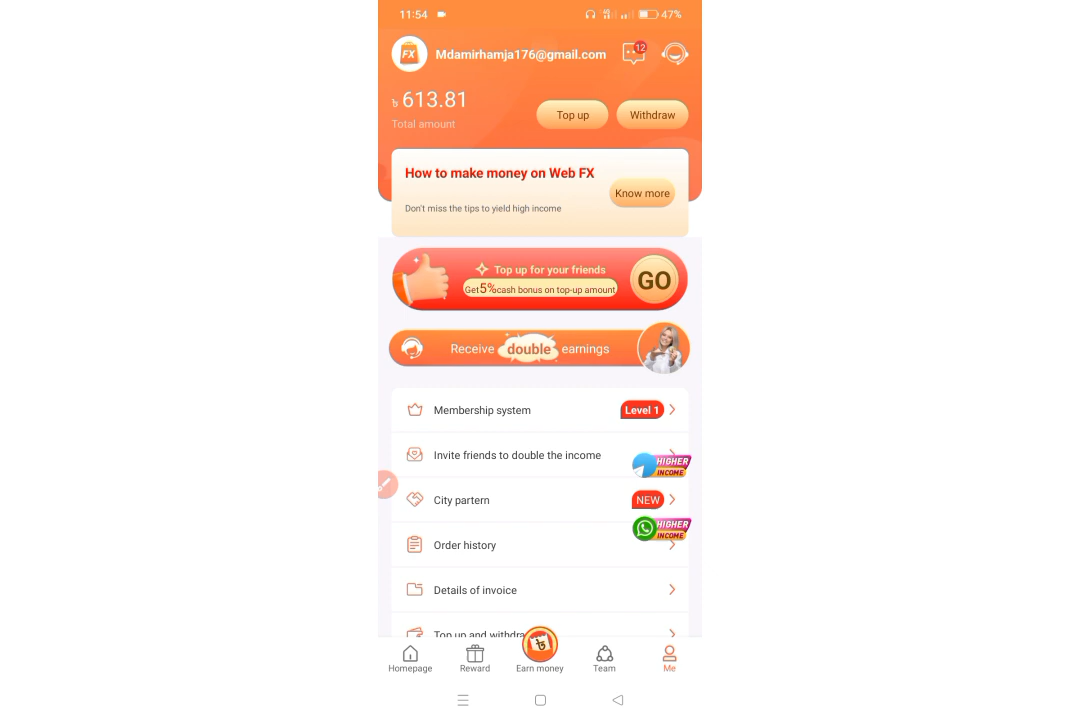 11:54
47%
FX
Mdamirhamja176@gmail.com
12
৳ 613.81
Total amount
Top up
Withdraw
How to make money on Web FX
Know more
Don't miss the tips to yield high income
Top up for your friends
Get 5% cash bonus on top-up amount
GO
Receive double earnings
Membership system
Level 1
Invite friends to double the income
HIGHER
INCOME
City partern
NEW
HIGHER
INCOME
Order history
Details of invoice
Top up and withdra
৳
Homepage
Reward
Earn money
Team
Me